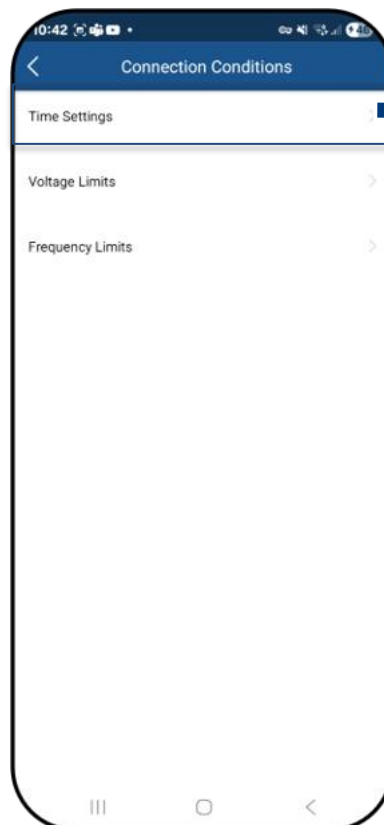 10:42
Connection Conditions
Time Settings
Voltage Limits
Frequency Limits